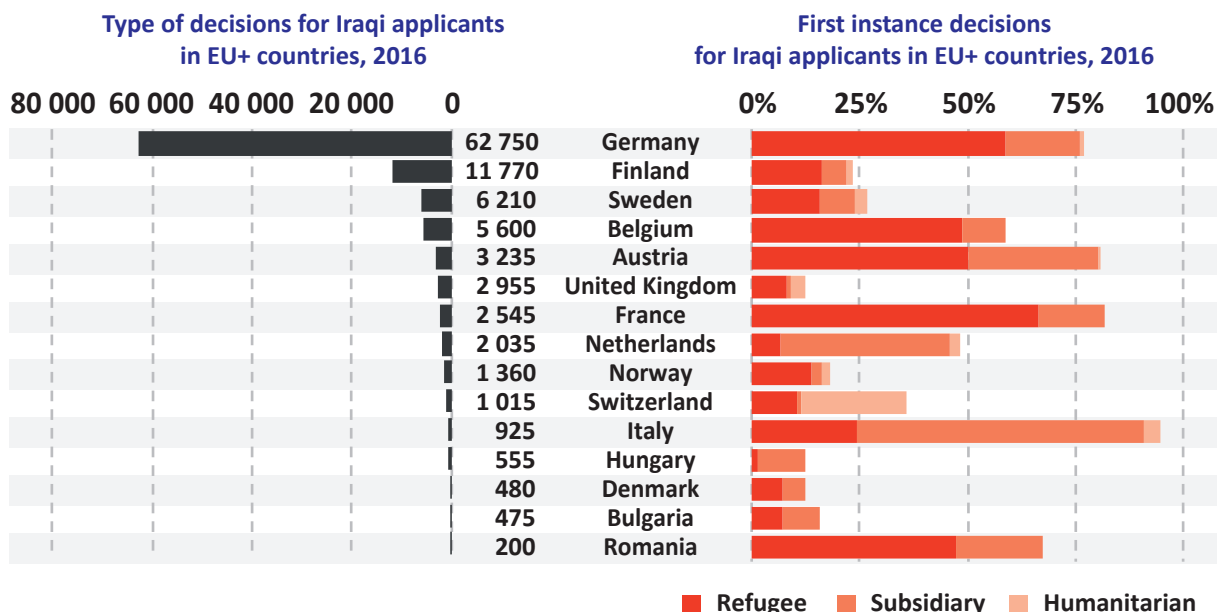 Type of decisions for Iraqi applicants
in EU+ countries, 2016
First instance decisions
for Iraqi applicants in EU+ countries, 2016
80 000 60 000 40 000 20 000 0
0% 25% 50% 75% 100%
62 750 Germany
11 770 Finland
6 210 Sweden
5 600 Belgium
3 235 Austria
2 955 United Kingdom
2 545 France
2 035 Netherlands
1 360 Norway
1 015 Switzerland
925 Italy
555 Hungary
480 Denmark
475 Bulgaria
200 Romania
Refugee Subsidiary Humanitarian